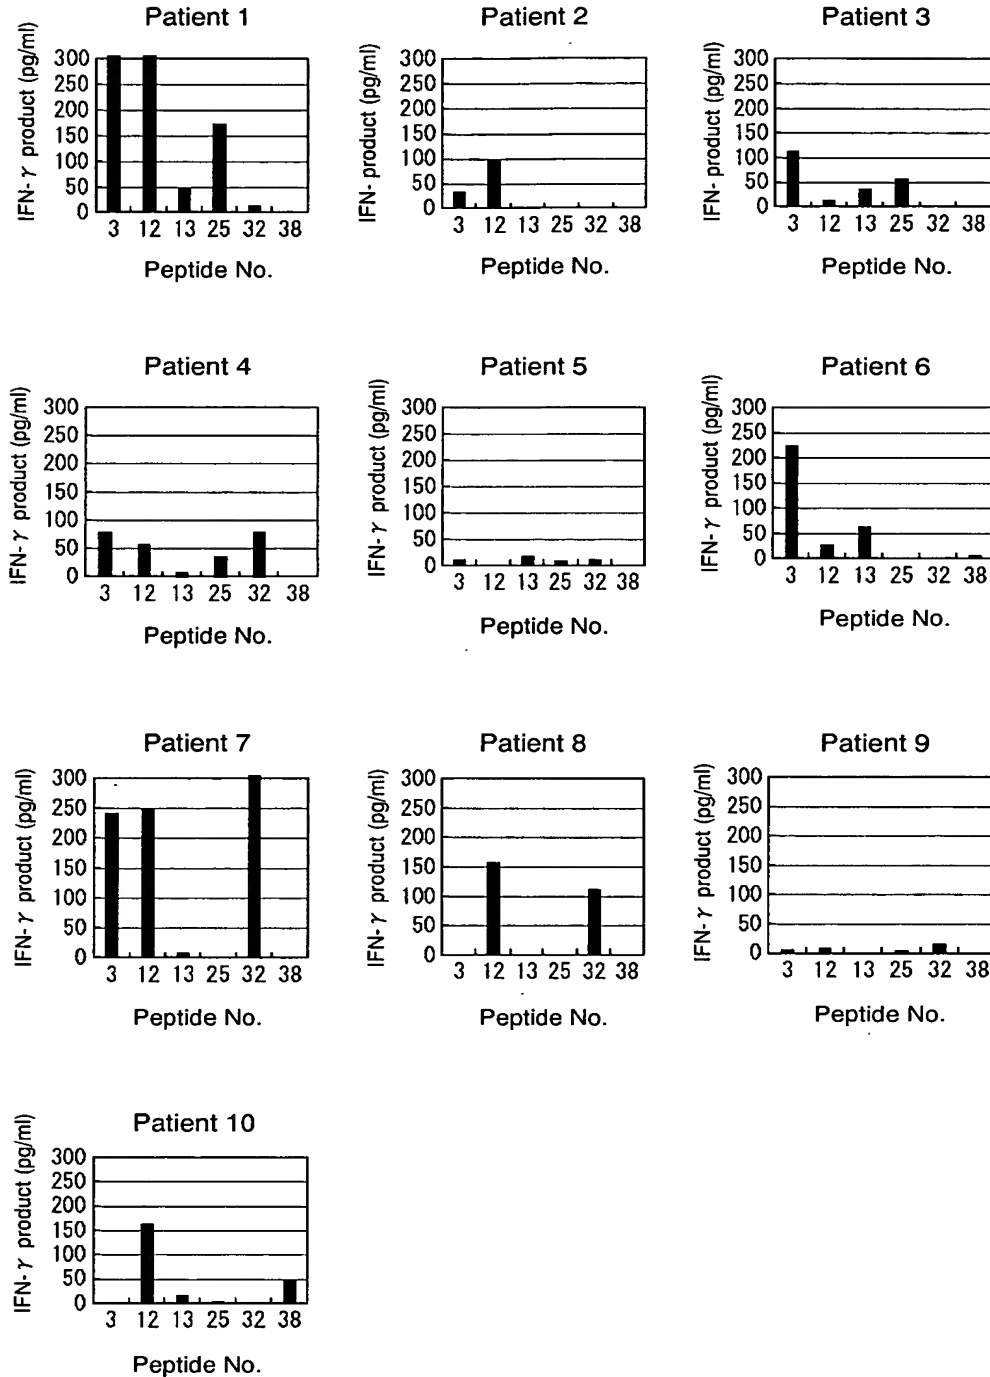 Patient 1
IFN-γ product (pg/ml)
300
250
200
150
100
50
0
3 12 13 25 32 38
Peptide No.
Patient 2
IFN- product (pg/ml)
300
250
200
150
100
50
0
3 12 13 25 32 38
Peptide No.
Patient 3
IFN- product (pg/ml)
300
250
200
150
100
50
0
3 12 13 25 32 38
Peptide No.
Patient 4
IFN-γ product (pg/ml)
300
250
200
150
100
50
0
3 12 13 25 32 38
Peptide No.
Patient 5
IFN-γ product (pg/ml)
300
250
200
150
100
50
0
3 12 13 25 32 38
Peptide No.
Patient 6
IFN-γ product (pg/ml)
300
250
200
150
100
50
0
3 12 13 25 32 38
Peptide No.
Patient 7
IFN-γ product (pg/ml)
300
250
200
150
100
50
0
3 12 13 25 32 38
Peptide No.
Patient 8
IFN-γ product (pg/ml)
300
250
200
150
100
50
0
3 12 13 25 32 38
Peptide No.
Patient 9
IFN-γ product (pg/ml)
300
250
200
150
100
50
0
3 12 13 25 32 38
Peptide No.
Patient 10
IFN-γ product (pg/ml)
300
250
200
150
100
50
0
3 12 13 25 32 38
Peptide No.